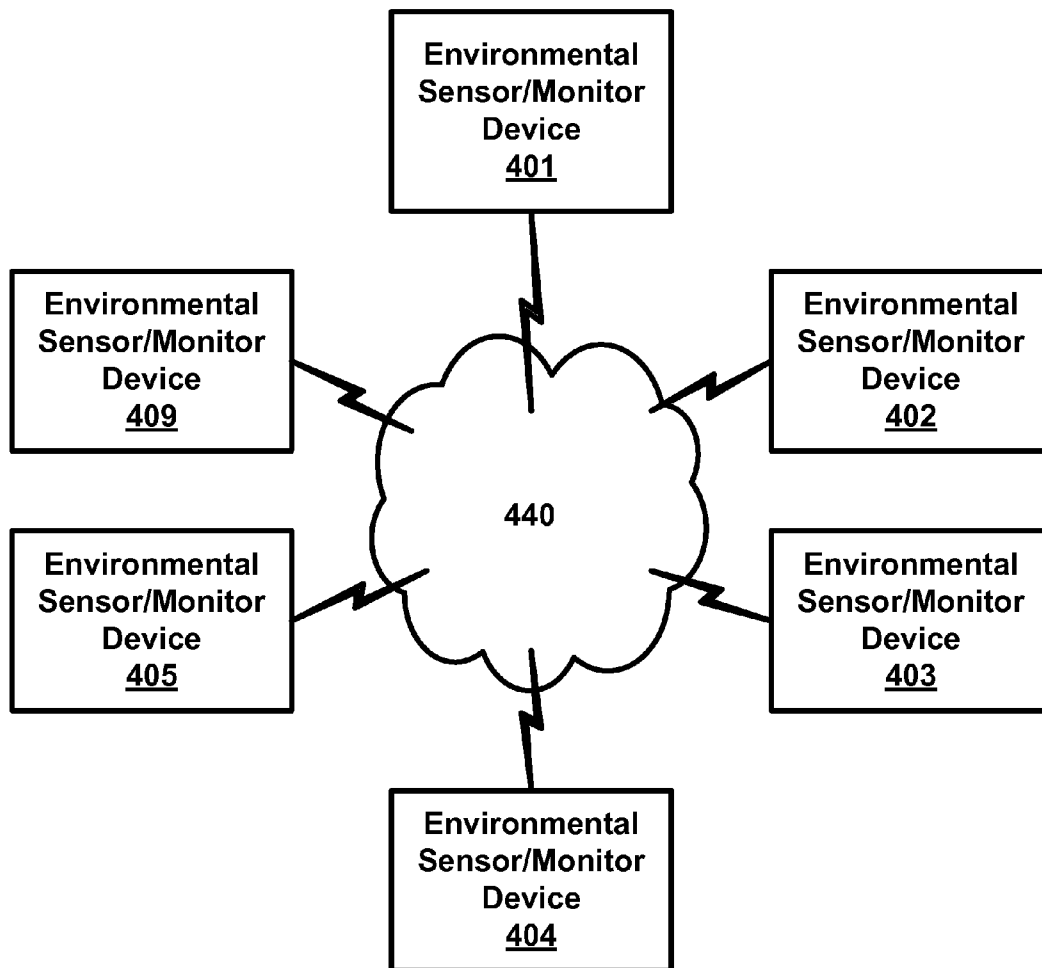 Environmental
Sensor/Monitor
Device
401
Environmental
Sensor/Monitor
Device
409
Environmental
Sensor/Monitor
Device
402
440
Environmental
Sensor/Monitor
Device
405
Environmental
Sensor/Monitor
Device
403
Environmental
Sensor/Monitor
Device
404